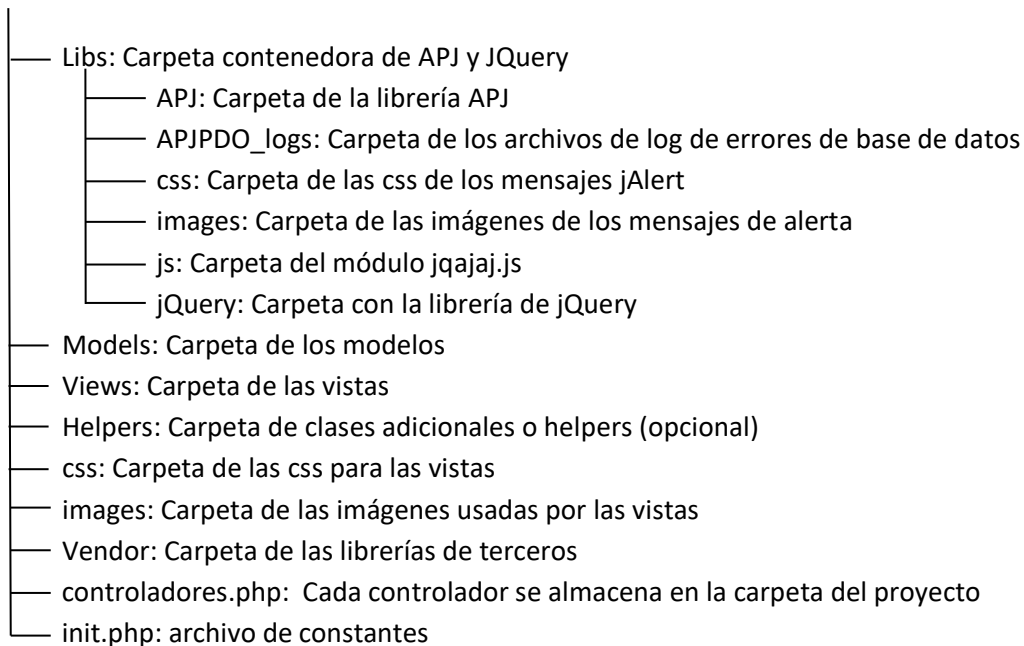 Libs: Carpeta contenedora de APJ y JQuery
APJ: Carpeta de la librería APJ
APJPDO_logs: Carpeta de los archivos de log de errores de base de datos
css: Carpeta de las css de los mensajes jAlert
images: Carpeta de las imágenes de los mensajes de alerta
js: Carpeta del módulo jqajaj.js
jQuery: Carpeta con la librería de jQuery
Models: Carpeta de los modelos
Views: Carpeta de las vistas
Helpers: Carpeta de clases adicionales o helpers (opcional)
css: Carpeta de las css para las vistas
images: Carpeta de las imágenes usadas por las vistas
Vendor: Carpeta de las librerías de terceros
controladores.php: Cada controlador se almacena en la carpeta del proyecto
init.php: archivo de constantes